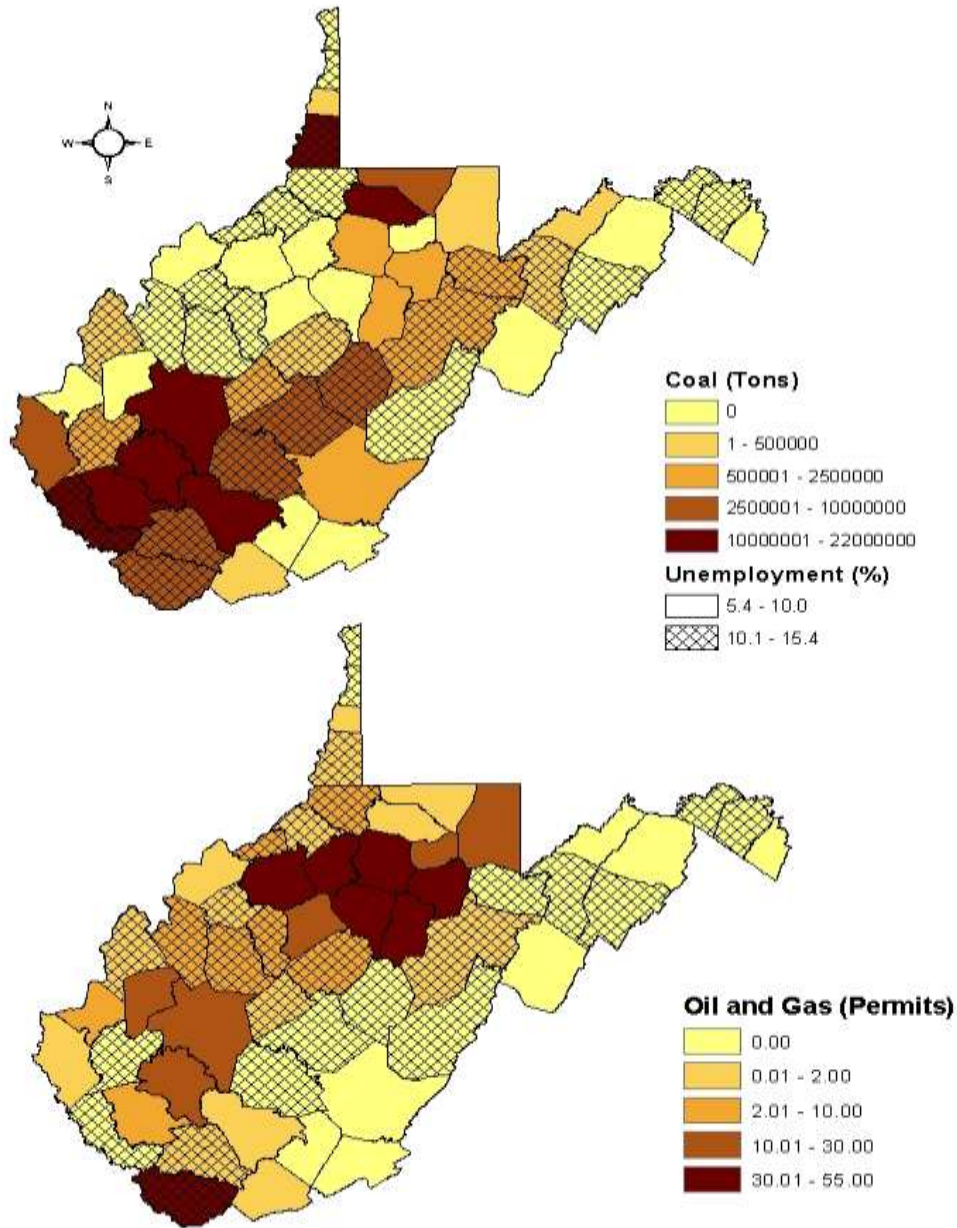 N
W E
S
Coal (Tons)
0
1 - 500000
500001 - 2500000
2500001 - 10000000
10000001 - 22000000
Unemployment (%)
5.4 - 10.0
10.1 - 15.4
Oil and Gas (Permits)
0.00
0.01 - 2.00
2.01 - 10.00
10.01 - 30.00
30.01 - 55.00